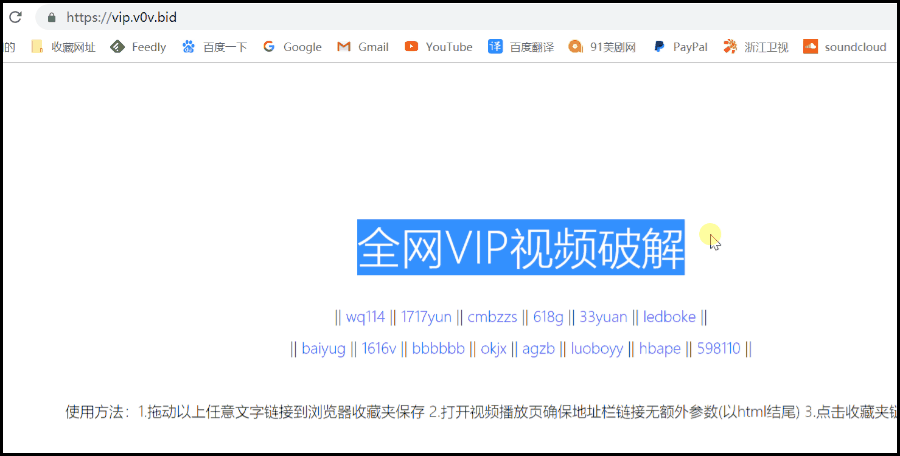 https://vip.v0v.bid
的 收藏网址 Feedly 百度一下 Google Gmail YouTube 译 百度翻译 91美剧网 PayPal 浙江卫视 soundcloud
全网VIP视频破解
|| wq114 || 1717yun || cmbzzs || 618g || 33yuan || ledboke ||
|| baiyug || 1616v || bbbbbb || okjx || agzb || luoboyy || hbape || 598110 ||
使用方法：1.拖动以上任意文字链接到浏览器收藏夹保存 2.打开视频播放页确保地址栏链接无额外参数(以html结尾) 3.点击收藏夹链